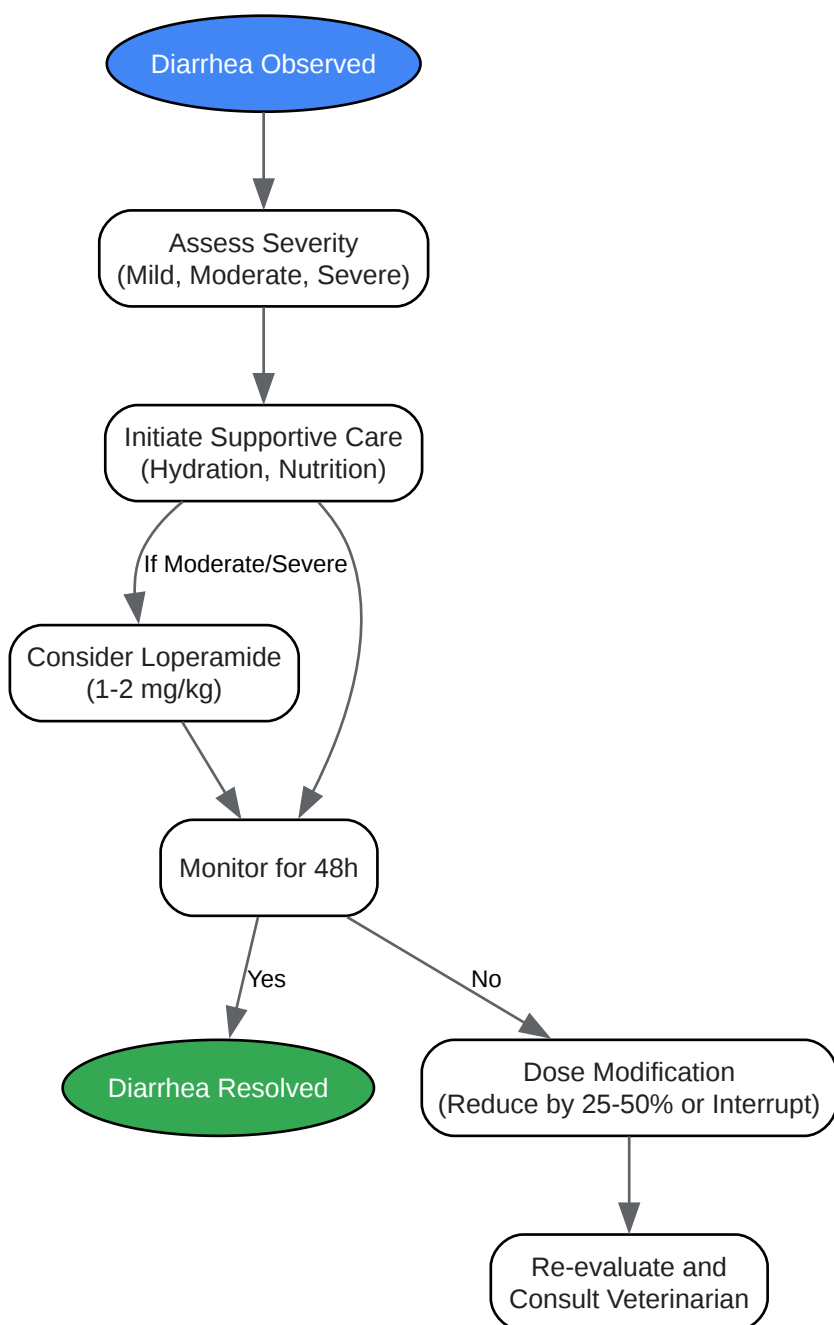 Diarrhea Observed
Assess Severity
(Mild, Moderate, Severe)
Initiate Supportive Care
(Hydration, Nutrition)
If Moderate/Severe
Consider Loperamide
(1-2 mg/kg)
Monitor for 48h
Yes
No
Diarrhea Resolved
Dose Modification
(Reduce by 25-50% or Interrupt)
Re-evaluate and
Consult Veterinarian